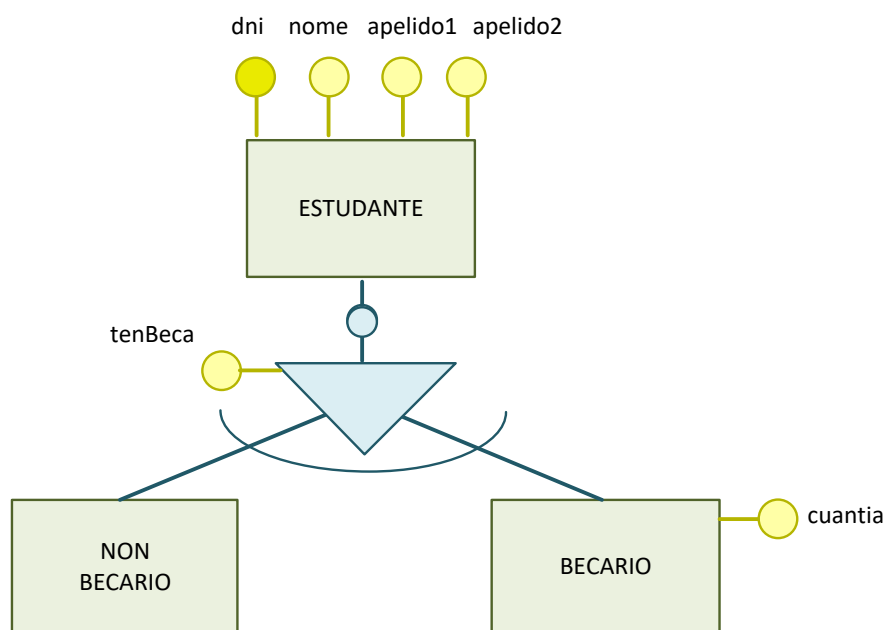 dni nome apelido1 apelido2
ESTUDANTE
tenBeca
NON
BECARIO
BECARIO
cuantia